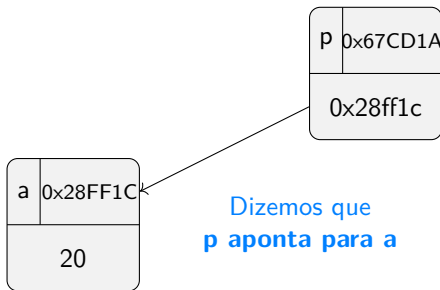 p 0x67CD1A
0x28ff1c
a 0x28FF1C
20
Dizemos que
p aponta para a